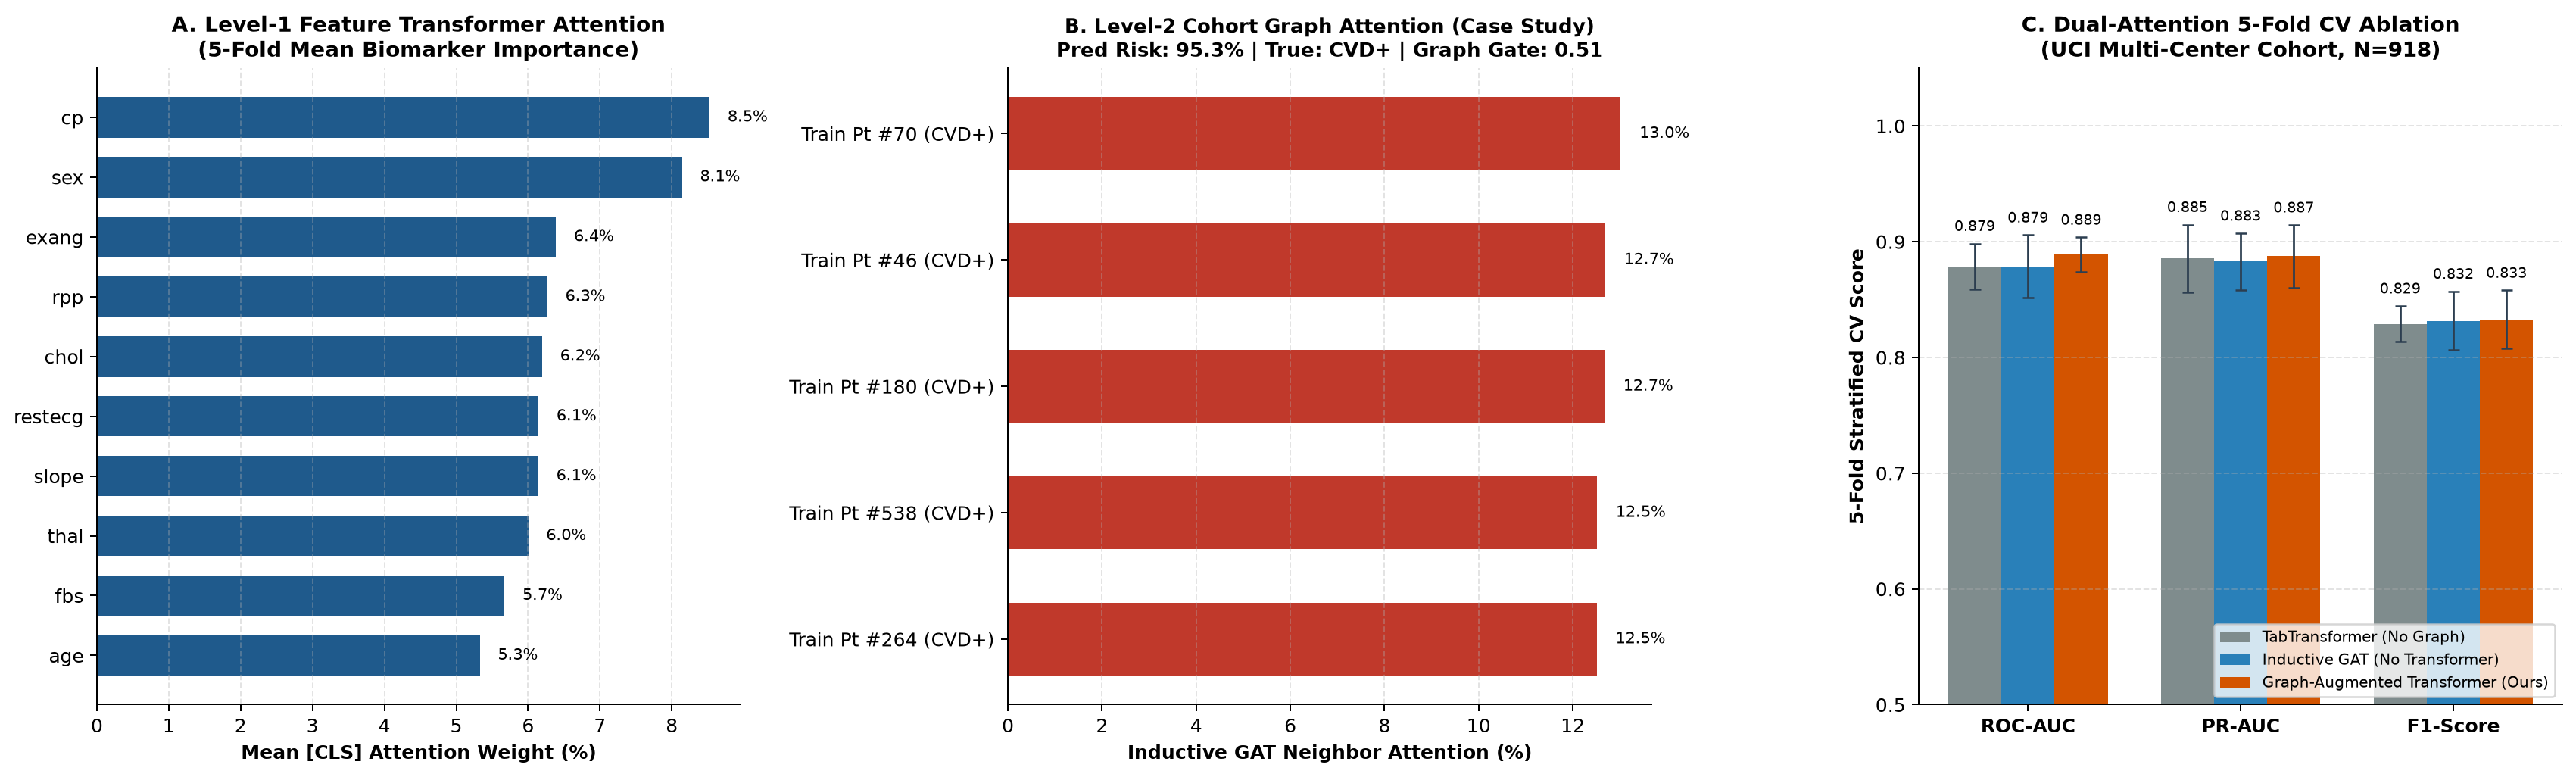 A. Level-1 Feature Transformer Attention
(5-Fold Mean Biomarker Importance)
cp
8.5%
sex
8.1%
exang
6.4%
rpp
6.3%
chol
6.2%
restecg
6.1%
slope
6.1%
thal
6.0%
fbs
5.7%
age
5.3%
0 1 2 3 4 5 6 7 8
Mean [CLS] Attention Weight (%)
B. Level-2 Cohort Graph Attention (Case Study)
Pred Risk: 95.3% | True: CVD+ | Graph Gate: 0.51
Train Pt #70 (CVD+)
13.0%
Train Pt #46 (CVD+)
12.7%
Train Pt #180 (CVD+)
12.7%
Train Pt #538 (CVD+)
12.5%
Train Pt #264 (CVD+)
12.5%
0 2 4 6 8 10 12
Inductive GAT Neighbor Attention (%)
C. Dual-Attention 5-Fold CV Ablation
(UCI Multi-Center Cohort, N=918)
5-Fold Stratified CV Score
1.0
0.9
0.8
0.7
0.6
0.5
0.879 0.879 0.889
0.885 0.883 0.887
0.829 0.832 0.833
TabTransformer (No Graph)
Inductive GAT (No Transformer)
Graph-Augmented Transformer (Ours)
ROC-AUC PR-AUC F1-Score